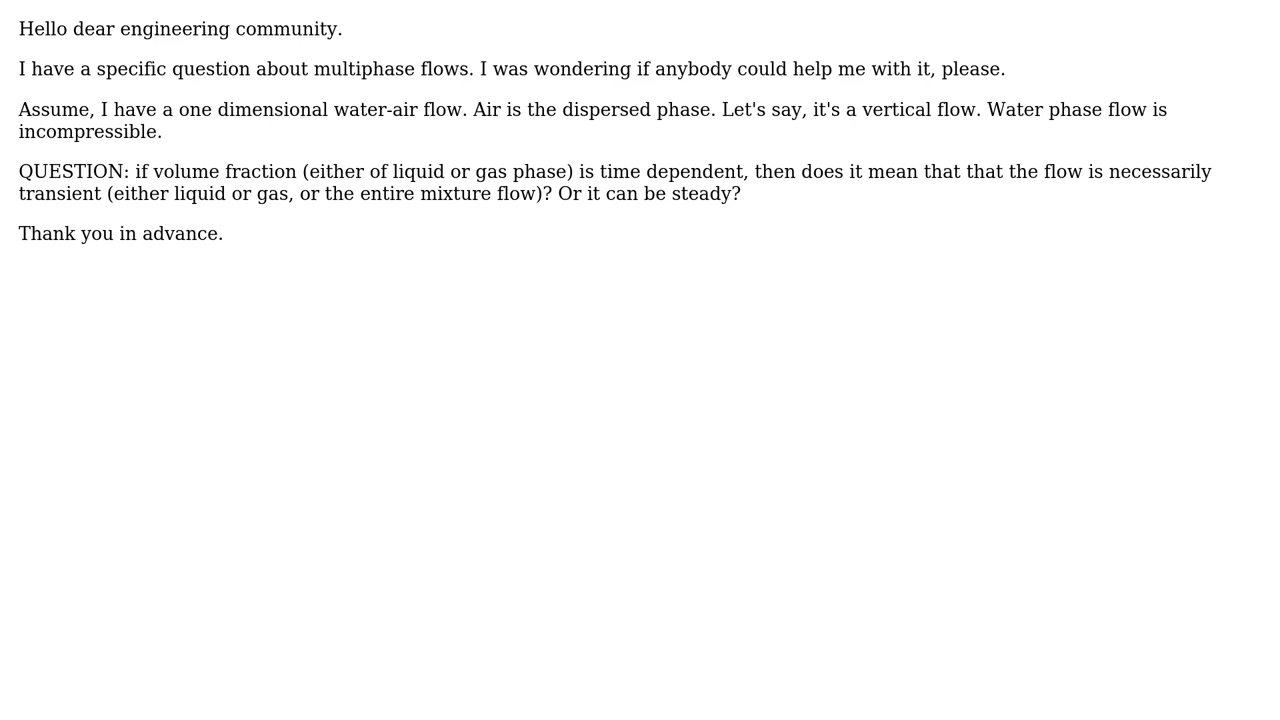 Hello dear engineering community.
I have a specific question about multiphase flows. I was wondering if anybody could help me with it, please.
Assume, I have a one dimensional water-air flow. Air is the dispersed phase. Let's say, it's a vertical flow. Water phase flow is
incompressible.
QUESTION: if volume fraction (either of liquid or gas phase) is time dependent, then does it mean that that the flow is necessarily
transient (either liquid or gas, or the entire mixture flow)? Or it can be steady?
Thank you in advance.